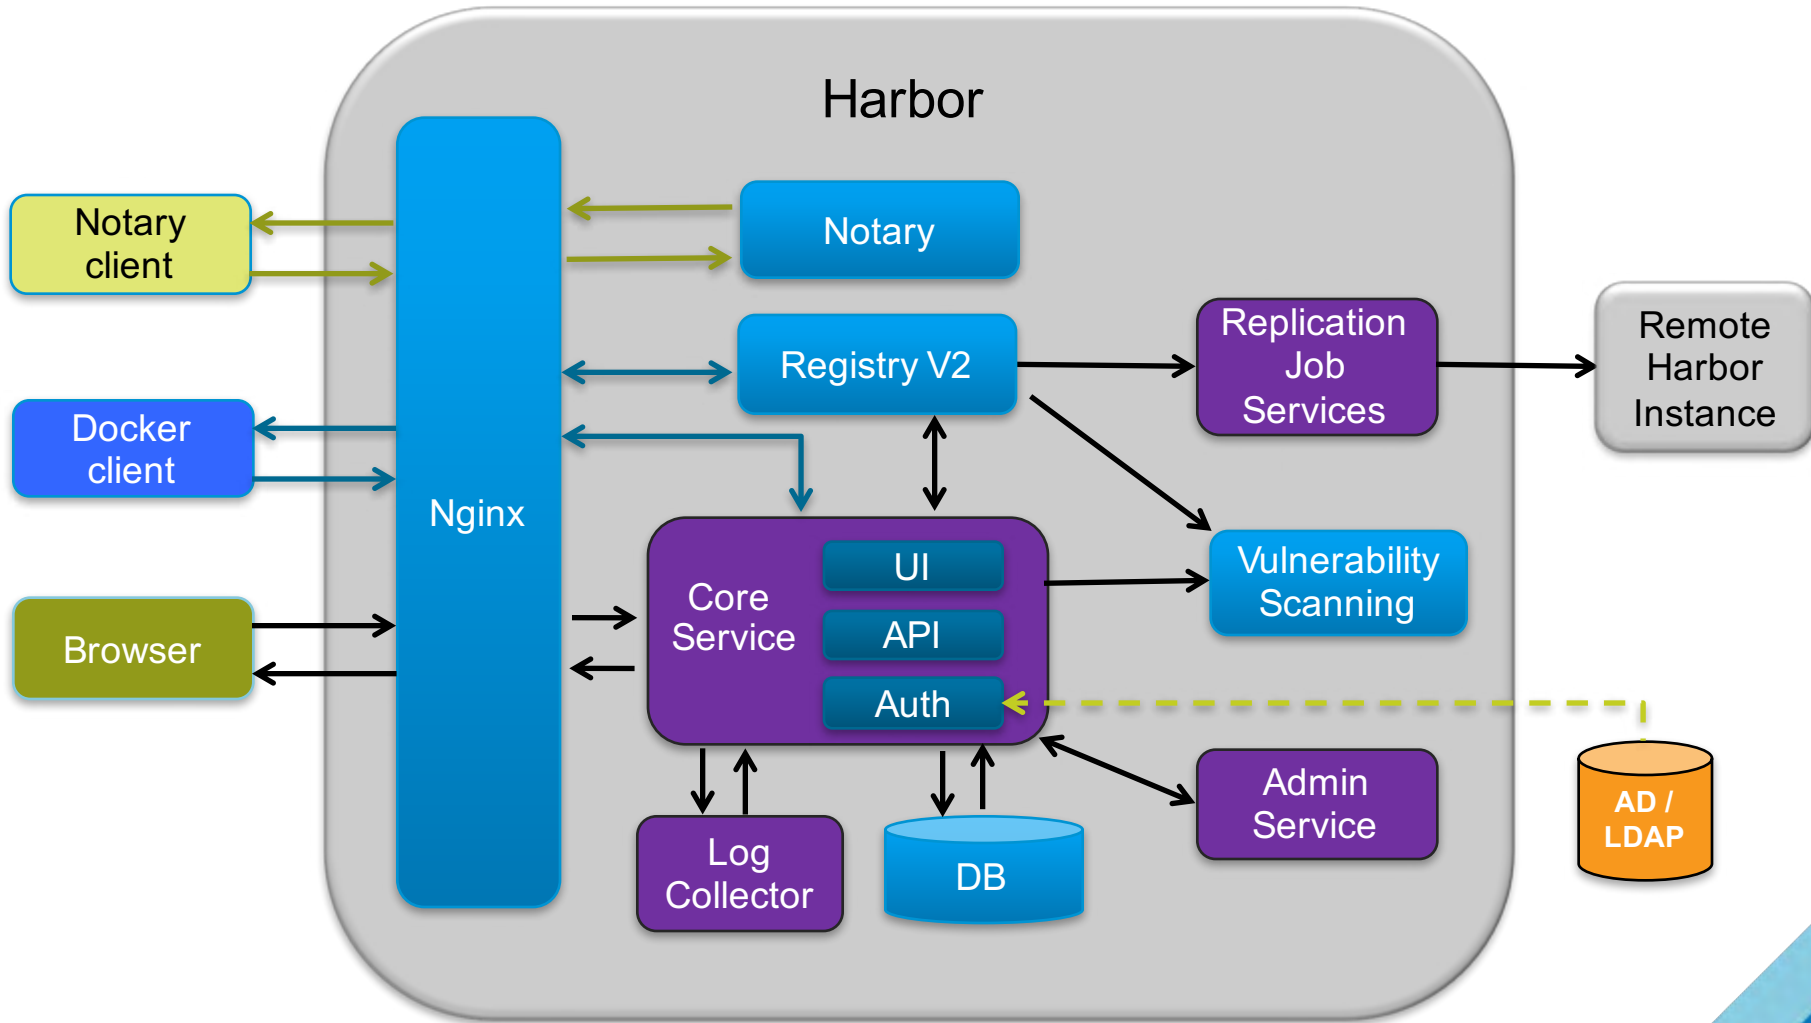 Harbor
Notary
client
Notary
Registry V2
Replication
Job
Services
Remote
Harbor
Instance
Docker
client
Nginx
UI
Core
Service
API
Auth
Vulnerability
Scanning
Browser
Log
Collector
DB
Admin
Service
AD /
LDAP